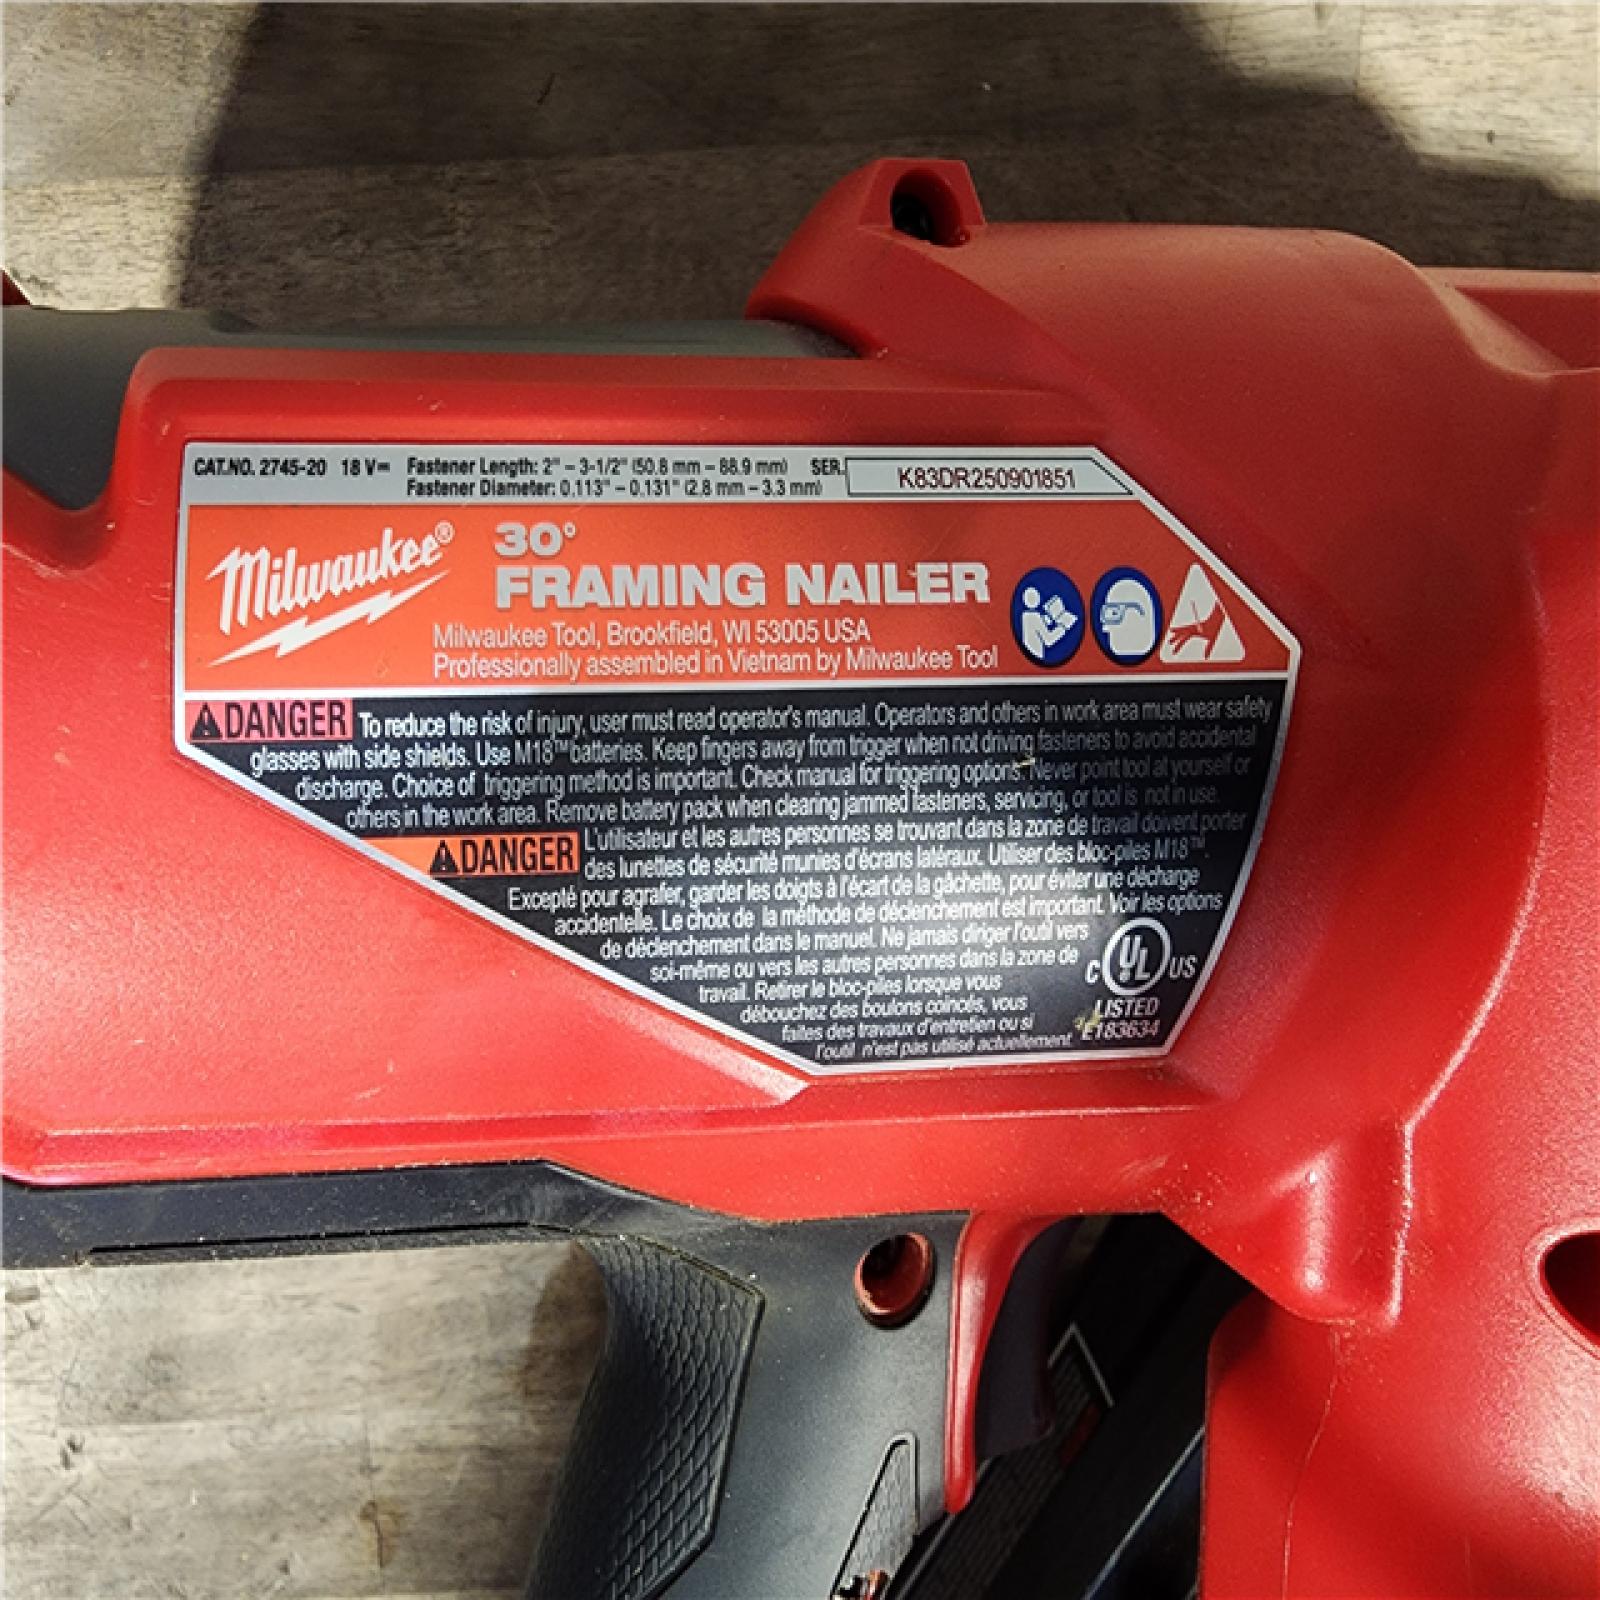 CAT.NO. 2745-20 18 V⎓ Fastener Length: 2" – 3-1/2" (50.8 mm – 88.9 mm) SER.
Fastener Diameter: 0.113" – 0.131" (2.8 mm – 3.3 mm)
K83DR250901851
Milwaukee®
30°
FRAMING NAILER
Milwaukee Tool, Brookfield, WI 53005 USA
Professionally assembled in Vietnam by Milwaukee Tool
DANGER To reduce the risk of injury, user must read operator's manual. Operators and others in work area must wear safety
glasses with side shields. Use M18™ batteries. Keep fingers away from trigger when not driving fasteners to avoid accidental
discharge. Choice of triggering method is important. Check manual for triggering options. Never point tool at yourself or
others in the work area. Remove battery pack when clearing jammed fasteners, servicing, or tool is not in use.
DANGER L'utilisateur et les autres personnes se trouvant dans la zone de travail doivent porter
des lunettes de sécurité munies d'écrans latéraux. Utiliser des bloc-piles M18™.
Excepté pour agrafer, garder les doigts à l'écart de la gâchette, pour éviter une décharge
accidentelle. Le choix de la méthode de déclenchement est important. Voir les options
de déclenchement dans le manuel. Ne jamais diriger l'outil vers
soi-même ou vers les autres personnes dans la zone de
travail. Retirer le bloc-piles lorsque vous
débouchez des boulons coincés, vous
faites des travaux d'entretien ou si
l'outil n'est pas utilisé actuellement
C UL US
LISTED
E183634